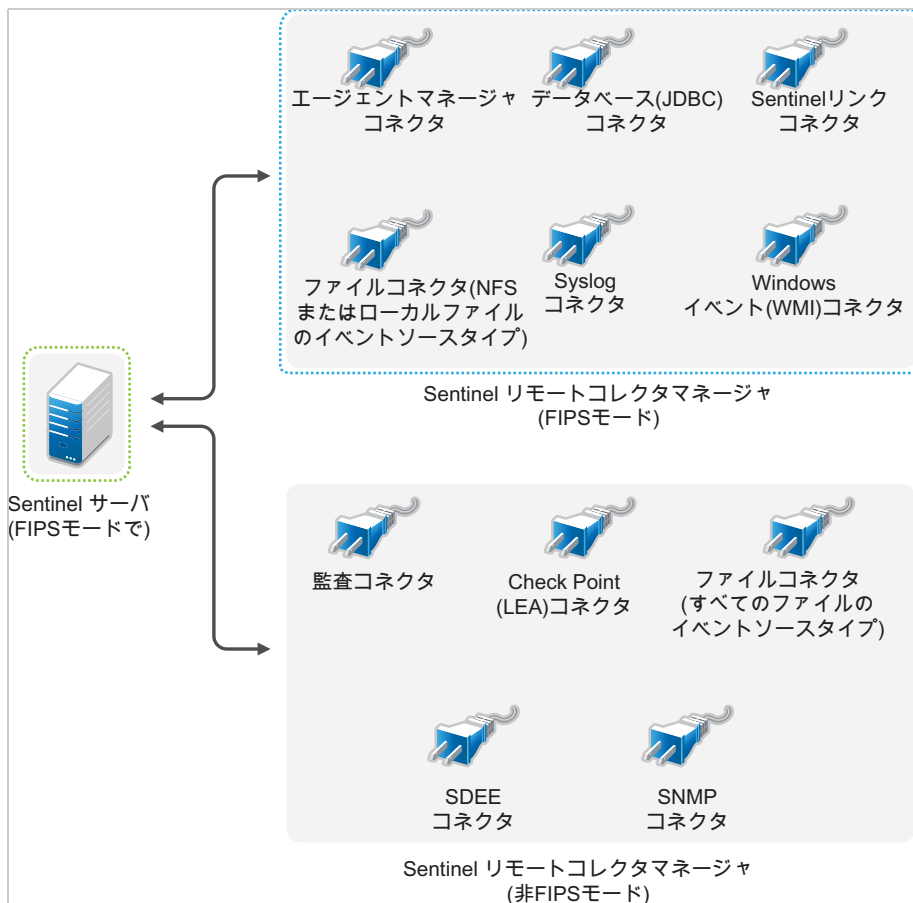 エージェントマネージャ
コネクタ
データベース(JDBC)
コネクタ
Sentinelリンク
コネクタ
ファイルコネクタ(NFS
またはローカルファイル
のイベントソースタイプ)
Syslog
コネクタ
Windows
イベント(WMI)コネクタ
Sentinel リモートコレクタマネージャ
(FIPSモード)
Sentinel サーバ
(FIPSモードで)
監査コネクタ
Check Point
(LEA)コネクタ
ファイルコネクタ
(すべてのファイルの
イベントソースタイプ)
SDEE
コネクタ
SNMP
コネクタ
Sentinel リモートコレクタマネージャ
(非FIPSモード)